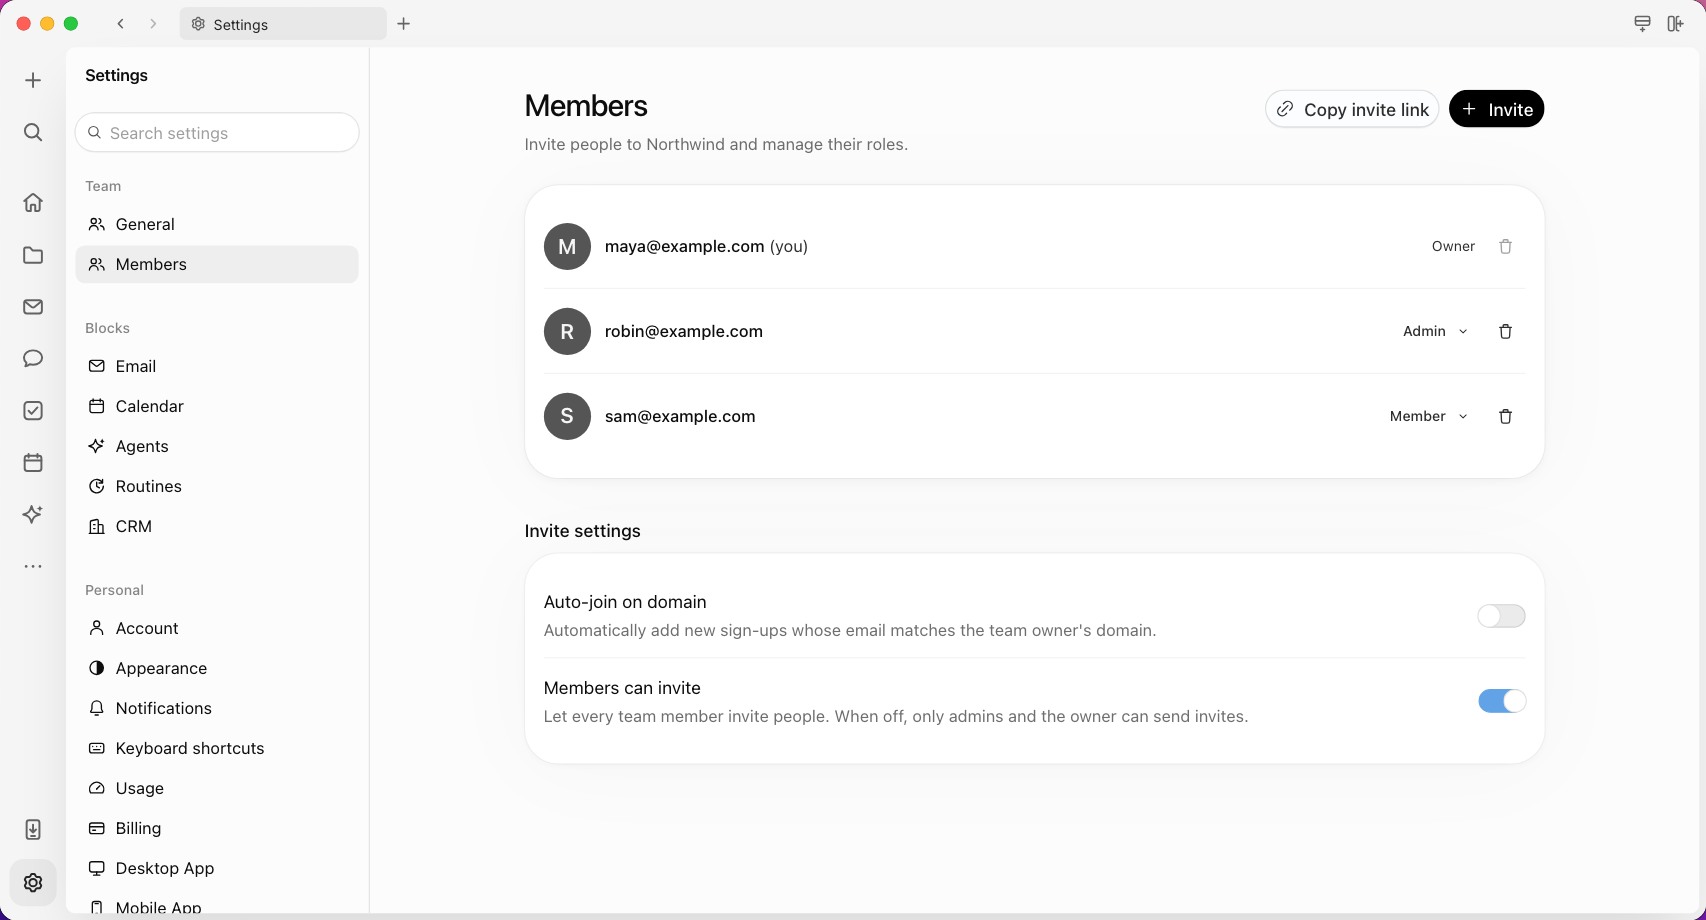 Settings
Settings
Search settings
Team
General
Members
Blocks
Email
Calendar
Agents
Routines
CRM
Personal
Account
Appearance
Notifications
Keyboard shortcuts
Usage
Billing
Desktop App
Mobile App
Members
Invite people to Northwind and manage their roles.
Copy invite link
Invite
M maya@example.com (you) Owner
R robin@example.com Admin
S sam@example.com Member
Invite settings
Auto-join on domain
Automatically add new sign-ups whose email matches the team owner's domain.
Members can invite
Let every team member invite people. When off, only admins and the owner can send invites.